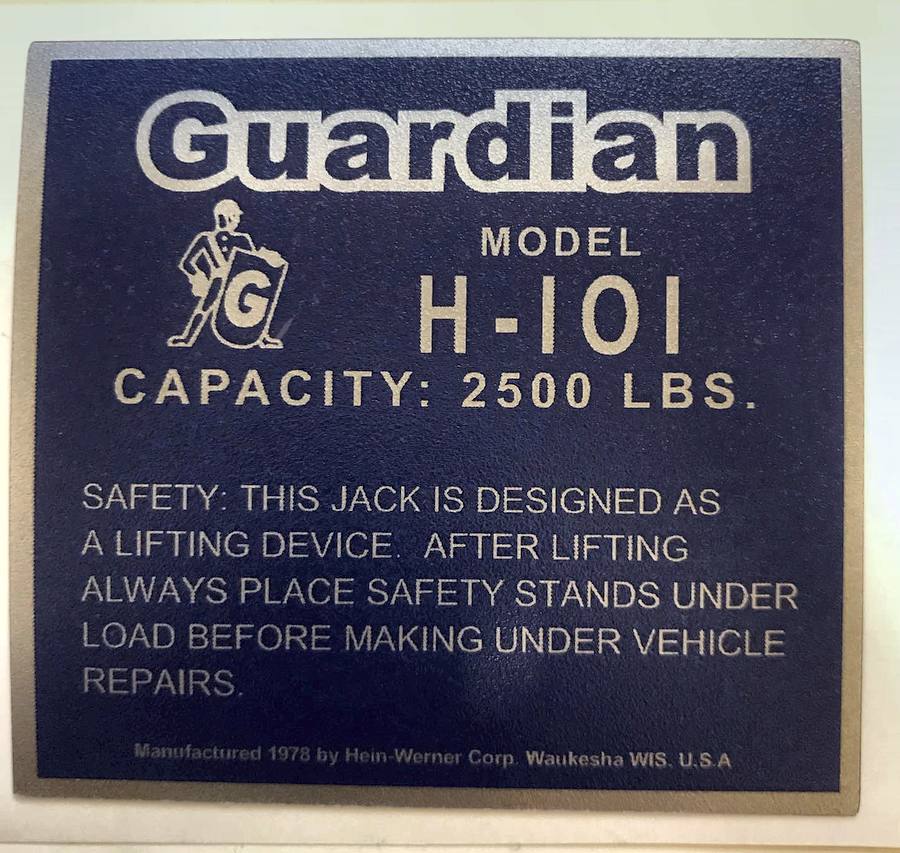 Guardian
MODEL
H-101
G
CAPACITY: 2500 LBS.
SAFETY: THIS JACK IS DESIGNED AS
A LIFTING DEVICE. AFTER LIFTING
ALWAYS PLACE SAFETY STANDS UNDER
LOAD BEFORE MAKING UNDER VEHICLE
REPAIRS.
Manufactured 1978 by Hein-Werner Corp. Waukesha WIS. U.S.A